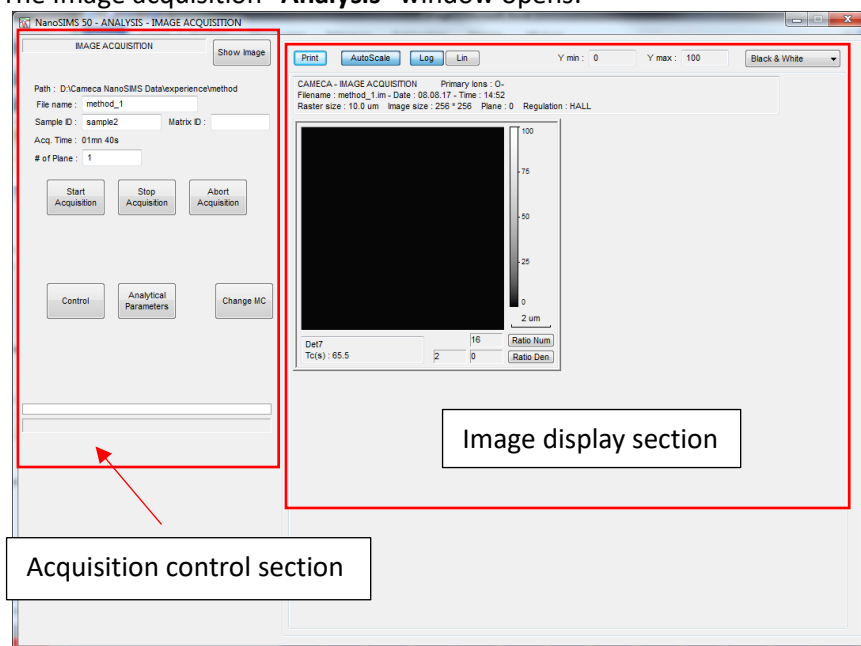 The image acquisition "Analysis" window opens.
NanoSIMS 50 - ANALYSIS - IMAGE ACQUISITION
IMAGE ACQUISITION
Show Image
Path : D:\Cameca NanoSIMS Data\experience\method
File name : method_1
Sample ID : sample2 Matrix ID :
Acq. Time : 01mn 40s
# of Plane : 1
Start Acquisition
Stop Acquisition
Abort Acquisition
Control
Analytical Parameters
Change MC
Print AutoScale Log Lin Y min : 0 Y max : 100 Black & White
CAMECA - IMAGE ACQUISITION Primary Ions : O-
Filename : method_1.im - Date : 08.08.17 - Time : 14:52
Raster size : 10.0 um Image size : 256 * 256 Plane : 0 Regulation : HALL
100
75
50
25
0
2 um
Det7 16 Ratio Num
Tc(s) : 65.5 2 0 Ratio Den
Image display section
Acquisition control section